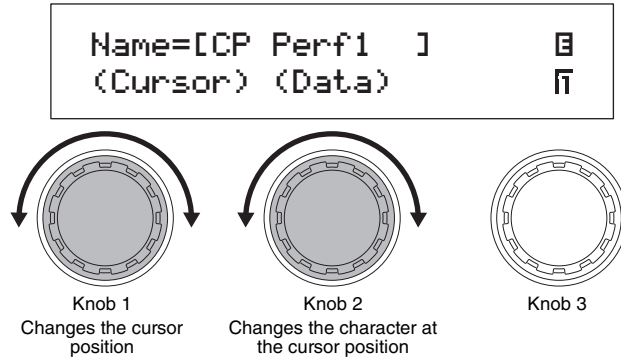 Name=[CP Perf1 ] E
(Cursor) (Data)
Knob 1
Changes the cursor
position
Knob 2
Changes the character at
the cursor position
Knob 3